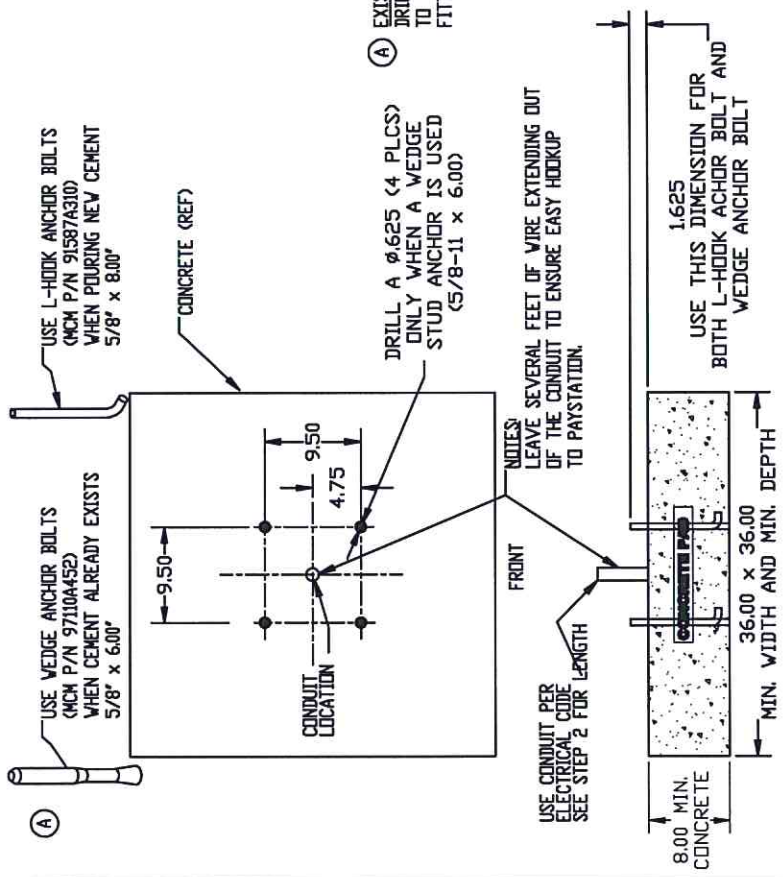 USE WEDGE ANCHOR BOLTS
(MCM P/N 97110A452)
WHEN CEMENT ALREADY EXISTS
5/8" x 6.00"
A
USE L-HOOK ANCHOR BOLTS
(MCM P/N 91587A310)
WHEN POURING NEW CEMENT
5/8" x 8.00"
CONCRETE (REF)
9.50
9.50
4.75
CONDUIT
LOCATION
DRILL A ⌀.625 (4 PLCS)
ONLY WHEN A WEDGE
STUD ANCHOR IS USED
(5/8-11 x 6.00)
A
TO
NOTES:
LEAVE SEVERAL FEET OF WIRE EXTENDING OUT
OF THE CONDUIT TO ENSURE EASY HOOKUP
TO PAYSTATION.
FRONT
USE CONDUIT PER
ELECTRICAL CODE
SEE STEP 2 FOR LENGTH
CONCRETE PAD
8.00 MIN.
CONCRETE
36.00 x 36.00
MIN. WIDTH AND MIN. DEPTH
1.625
USE THIS DIMENSION FOR
BOTH L-HOOK ACHOR BOLT AND
WEDGE ANCHOR BOLT